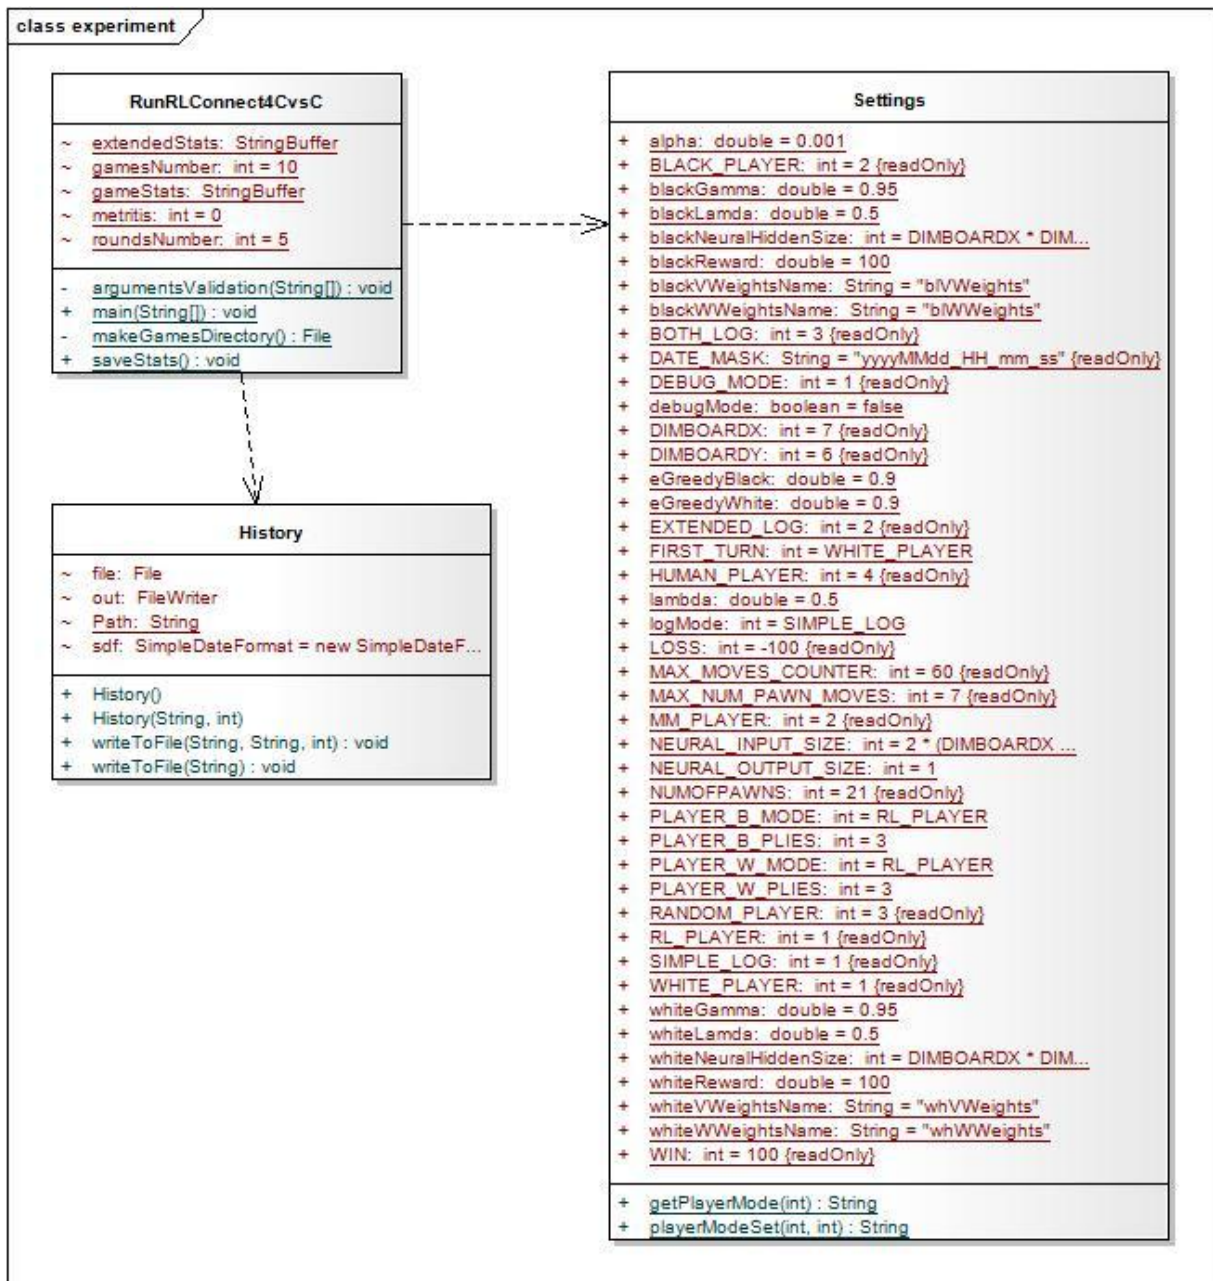 class experiment
RunRLConnect4CvsC
~ extendedStats: StringBuffer
~ gamesNumber: int = 10
~ gameStats: StringBuffer
~ metritis: int = 0
~ roundsNumber: int = 5
- argumentsValidation(String[]) : void
+ main(String[]) : void
- makeGamesDirectory() : File
+ saveStats() : void
History
~ file: File
~ out: FileWriter
~ Path: String
~ sdf: SimpleDateFormat = new SimpleDateF...
+ History()
+ History(String, int)
+ writeToFile(String, String, int) : void
+ writeToFile(String) : void
Settings
+ alpha: double = 0.001
+ BLACK_PLAYER: int = 2 {readOnly}
+ blackGamma: double = 0.95
+ blackLamda: double = 0.5
+ blackNeuralHiddenSize: int = DIMBOARDX * DIM...
+ blackReward: double = 100
+ blackVWeightsName: String = "blVWeights"
+ blackWWeightsName: String = "blWWeights"
+ BOTH_LOG: int = 3 {readOnly}
+ DATE_MASK: String = "yyyyMMdd_HH_mm_ss" {readOnly}
+ DEBUG_MODE: int = 1 {readOnly}
+ debugMode: boolean = false
+ DIMBOARDX: int = 7 {readOnly}
+ DIMBOARDY: int = 6 {readOnly}
+ eGreedyBlack: double = 0.9
+ eGreedyWhite: double = 0.9
+ EXTENDED_LOG: int = 2 {readOnly}
+ FIRST_TURN: int = WHITE_PLAYER
+ HUMAN_PLAYER: int = 4 {readOnly}
+ lambda: double = 0.5
+ logMode: int = SIMPLE_LOG
+ LOSS: int = -100 {readOnly}
+ MAX_MOVES_COUNTER: int = 60 {readOnly}
+ MAX_NUM_PAWN_MOVES: int = 7 {readOnly}
+ MM_PLAYER: int = 2 {readOnly}
+ NEURAL_INPUT_SIZE: int = 2 * (DIMBOARDX ...
+ NEURAL_OUTPUT_SIZE: int = 1
+ NUMOFPAWNS: int = 21 {readOnly}
+ PLAYER_B_MODE: int = RL_PLAYER
+ PLAYER_B_PLIES: int = 3
+ PLAYER_W_MODE: int = RL_PLAYER
+ PLAYER_W_PLIES: int = 3
+ RANDOM_PLAYER: int = 3 {readOnly}
+ RL_PLAYER: int = 1 {readOnly}
+ SIMPLE_LOG: int = 1 {readOnly}
+ WHITE_PLAYER: int = 1 {readOnly}
+ whiteGamma: double = 0.95
+ whiteLamda: double = 0.5
+ whiteNeuralHiddenSize: int = DIMBOARDX * DIM...
+ whiteReward: double = 100
+ whiteVWeightsName: String = "whVWeights"
+ whiteWWeightsName: String = "whWWeights"
+ WIN: int = 100 {readOnly}
+ getPlayerMode(int) : String
+ playerModeSet(int, int) : String